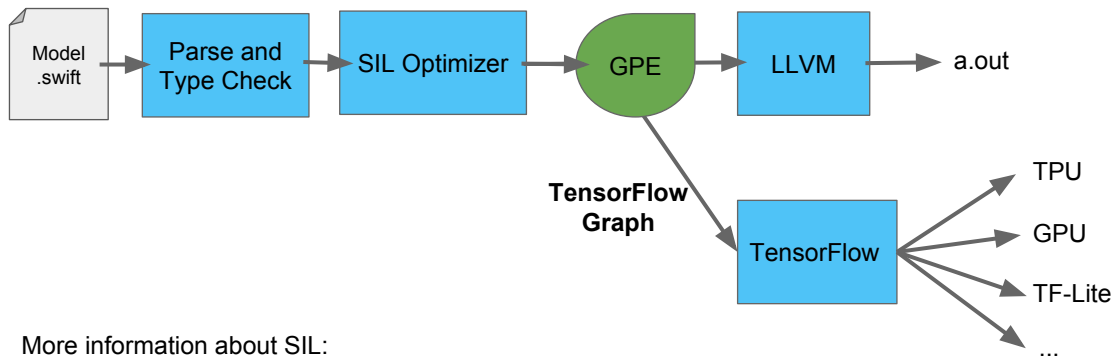 Model
.swift
Parse and
Type Check
SIL Optimizer
GPE
LLVM
a.out
TensorFlow
Graph
TensorFlow
TPU
GPU
TF-Lite
...
More information about SIL: